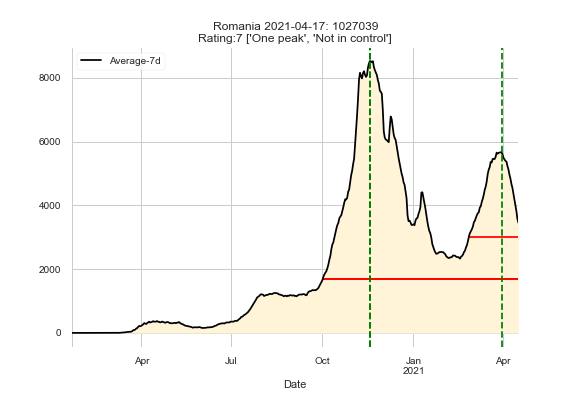 Romania 2021-04-17: 1027039
Rating:7 ['One peak', 'Not in control']
Average-7d
8000
6000
4000
2000
0
Apr
Jul
Oct
Jan
2021
Apr
Date